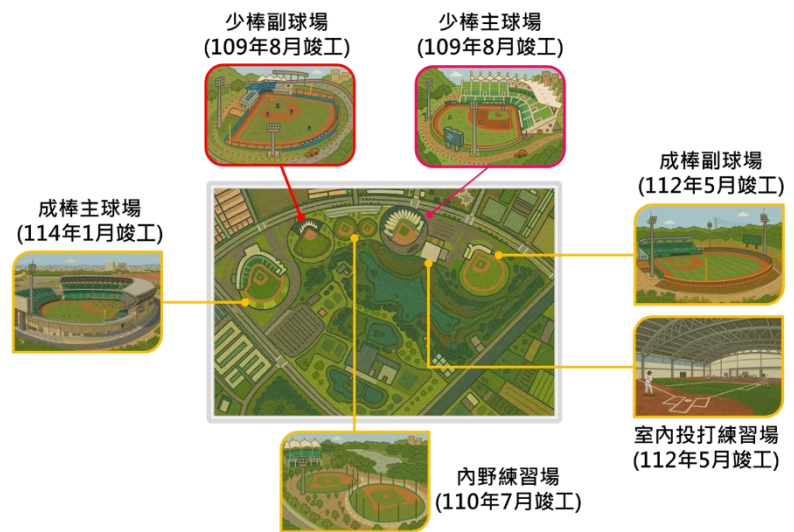 少棒副球場
(109年8月竣工)
少棒主球場
(109年8月竣工)
成棒副球場
(112年5月竣工)
成棒主球場
(114年1月竣工)
室內投打練習場
(112年5月竣工)
內野練習場
(110年7月竣工)